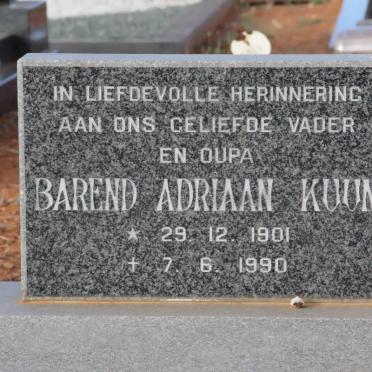 IN LIEFDEVOLLE HERINNERING
AAN ONS GELIEFDE VADER
EN OUPA
BAREND ADRIAAN KUUN
★ 29. 12. 1901
✝ 7. 6. 1990